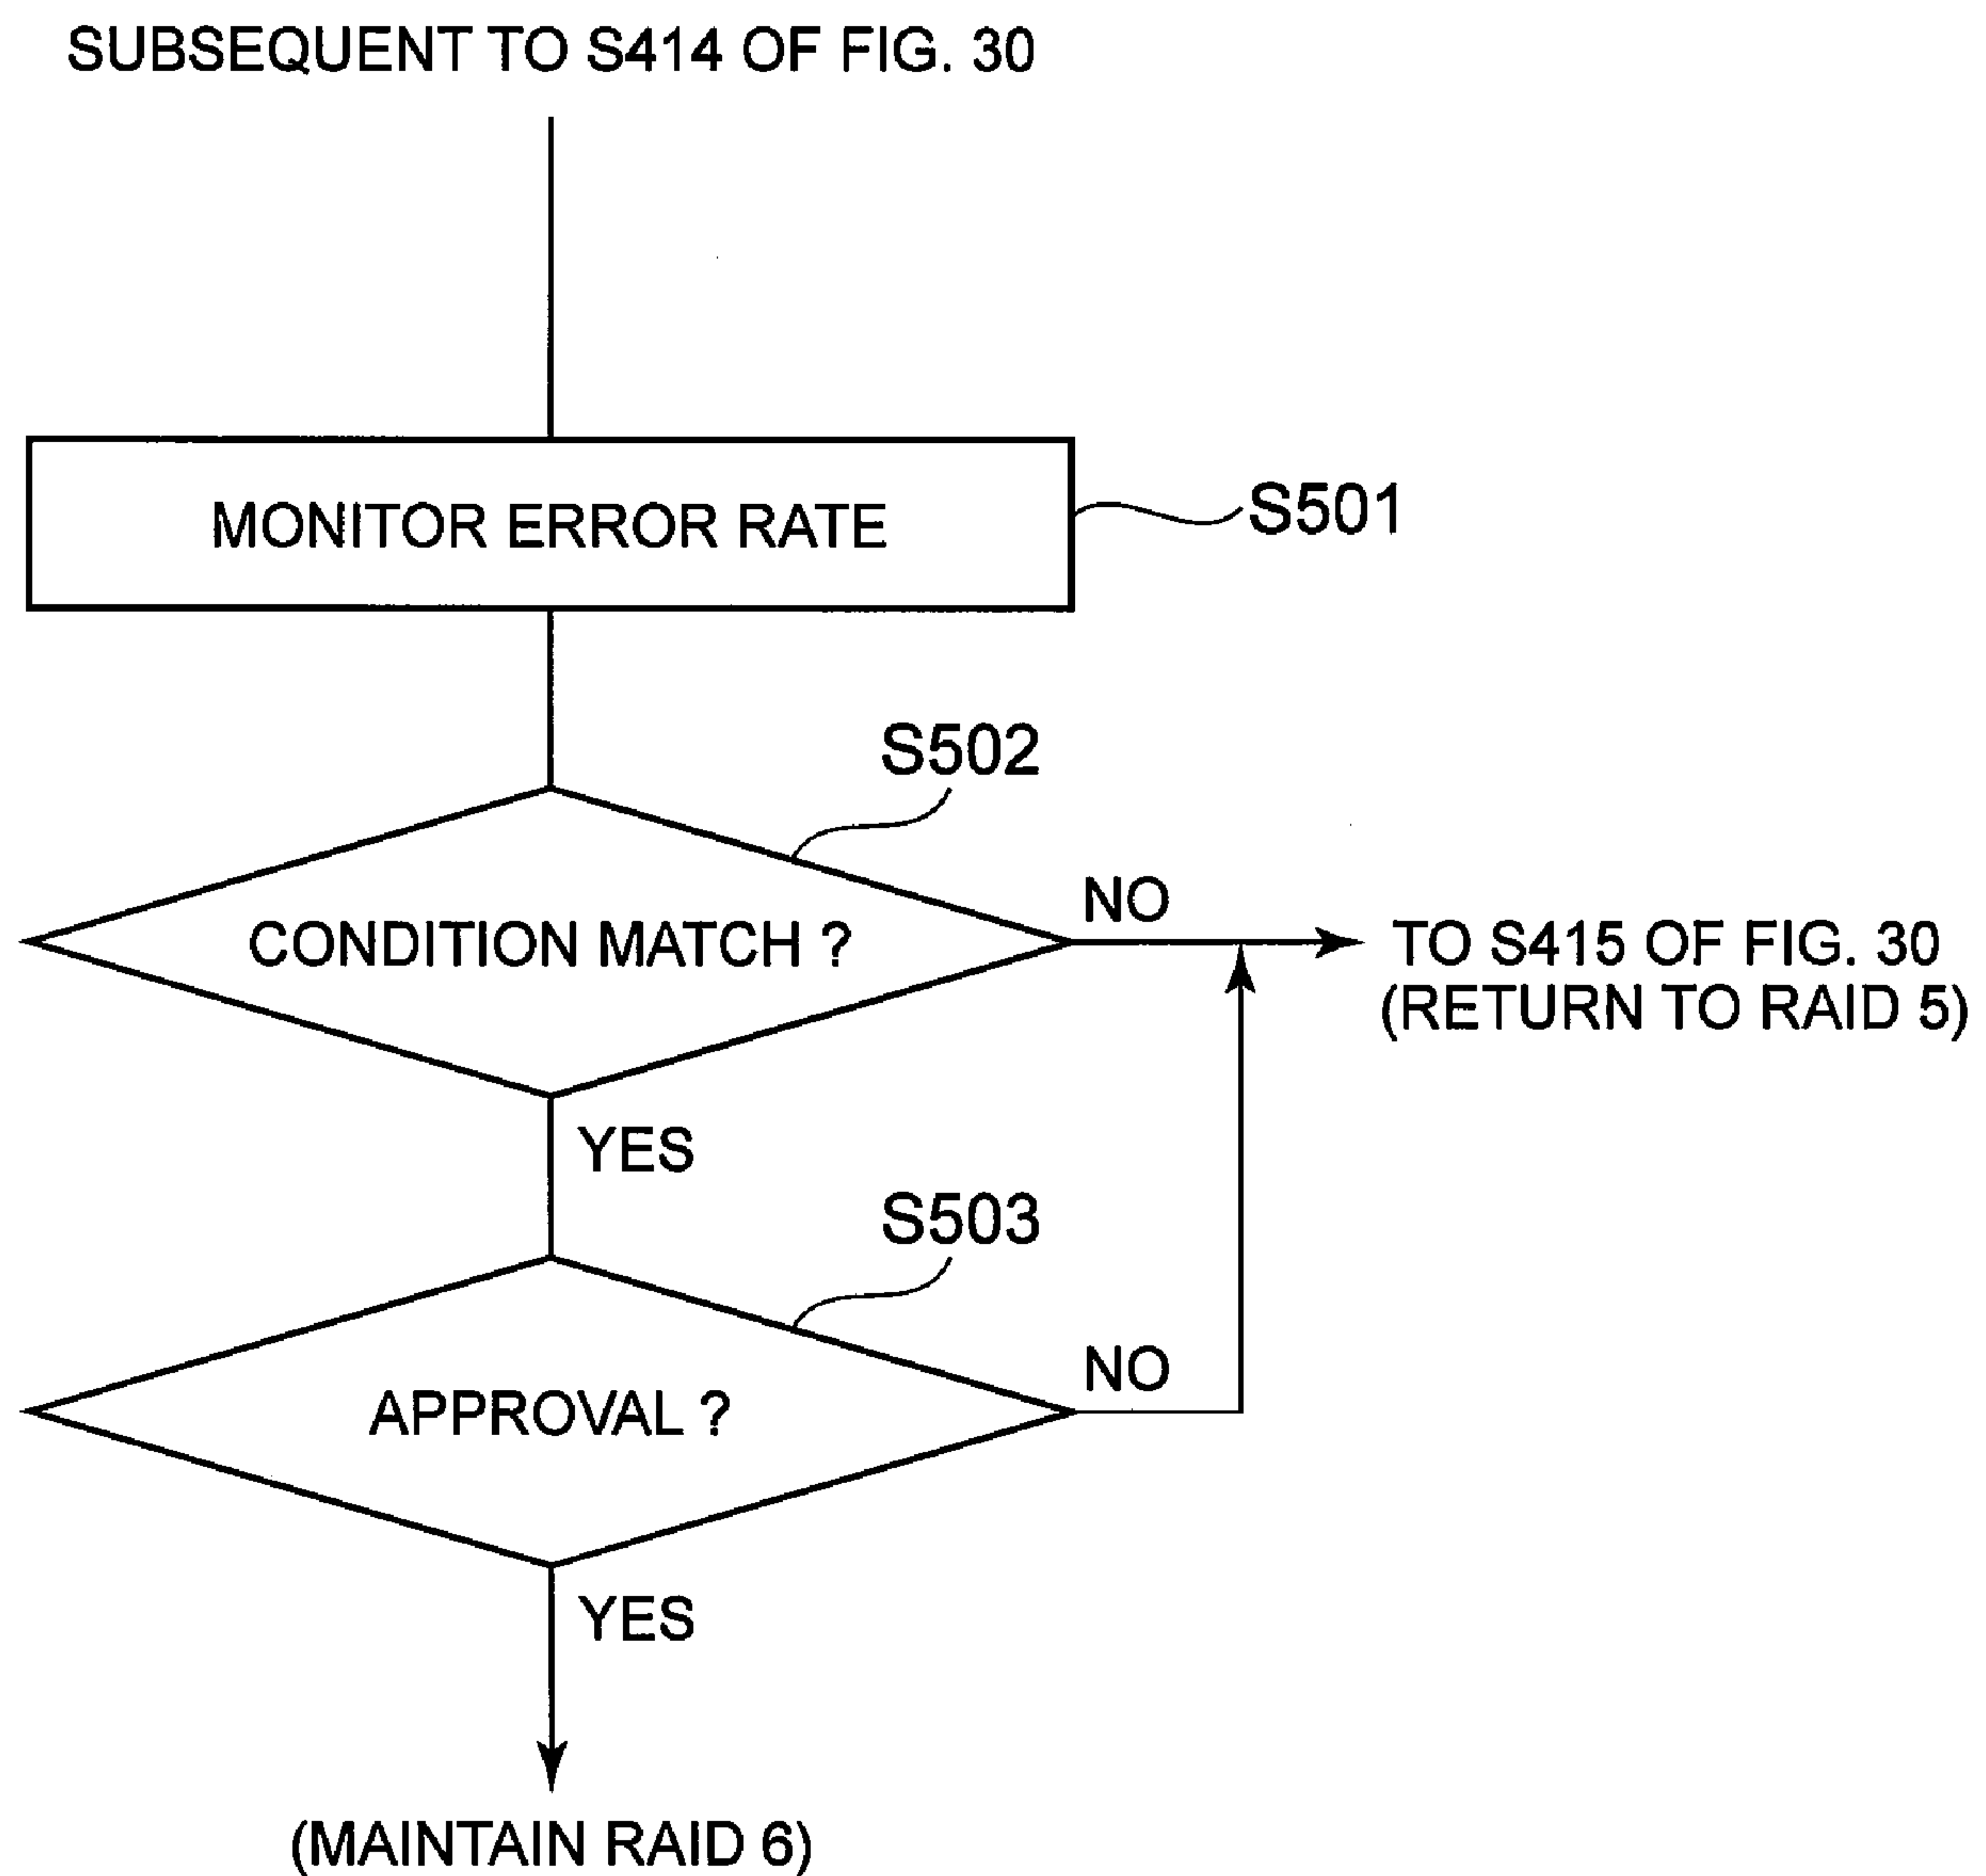 SUBSEQUENT TO S414 OF FIG. 30
MONITOR ERROR RATE
S501
S502
CONDITION MATCH ?
NO
TO S415 OF FIG. 30
(RETURN TO RAID 5)
YES
S503
APPROVAL ?
NO
YES
(MAINTAIN RAID 6)